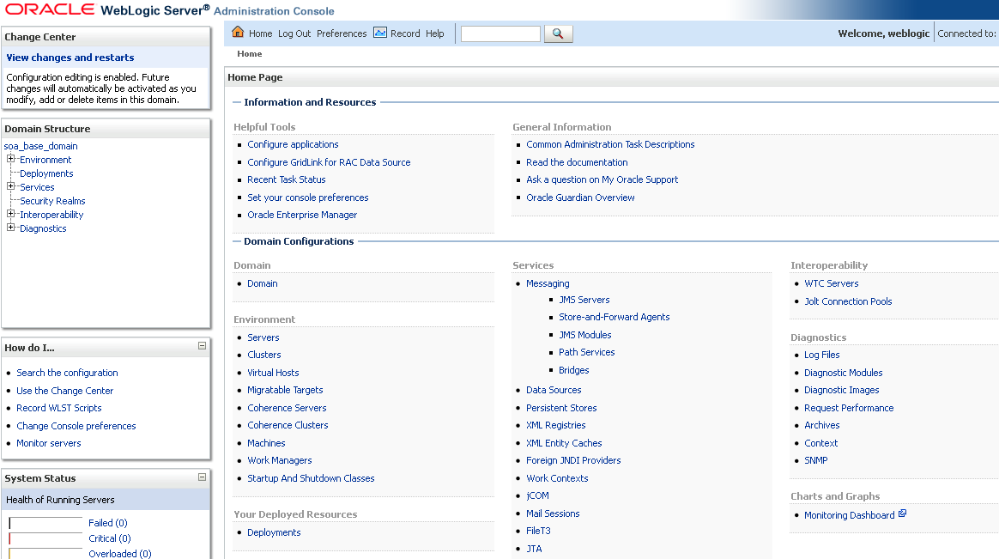 ORACLE WebLogic Server® Administration Console
Change Center
View changes and restarts
Configuration editing is enabled. Future
changes will automatically be activated as you
modify, add or delete items in this domain.
Domain Structure
soa_base_domain
Environment
Deployments
Services
Security Realms
Interoperability
Diagnostics
How do I...
Search the configuration
Use the Change Center
Record WLST Scripts
Change Console preferences
Monitor servers
System Status
Health of Running Servers
Failed (0)
Critical (0)
Overloaded (0)
Home Log Out Preferences Record Help
Welcome, weblogic Connected to:
Home
Home Page
Information and Resources
Helpful Tools
Configure applications
Configure GridLink for RAC Data Source
Recent Task Status
Set your console preferences
Oracle Enterprise Manager
General Information
Common Administration Task Descriptions
Read the documentation
Ask a question on My Oracle Support
Oracle Guardian Overview
Domain Configurations
Domain
Domain
Environment
Servers
Clusters
Virtual Hosts
Migratable Targets
Coherence Servers
Coherence Clusters
Machines
Work Managers
Startup And Shutdown Classes
Your Deployed Resources
Deployments
Services
Messaging
JMS Servers
Store-and-Forward Agents
JMS Modules
Path Services
Bridges
Data Sources
Persistent Stores
XML Registries
XML Entity Caches
Foreign JNDI Providers
Work Contexts
jCOM
Mail Sessions
FileT3
JTA
Interoperability
WTC Servers
Jolt Connection Pools
Diagnostics
Log Files
Diagnostic Modules
Diagnostic Images
Request Performance
Archives
Context
SNMP
Charts and Graphs
Monitoring Dashboard